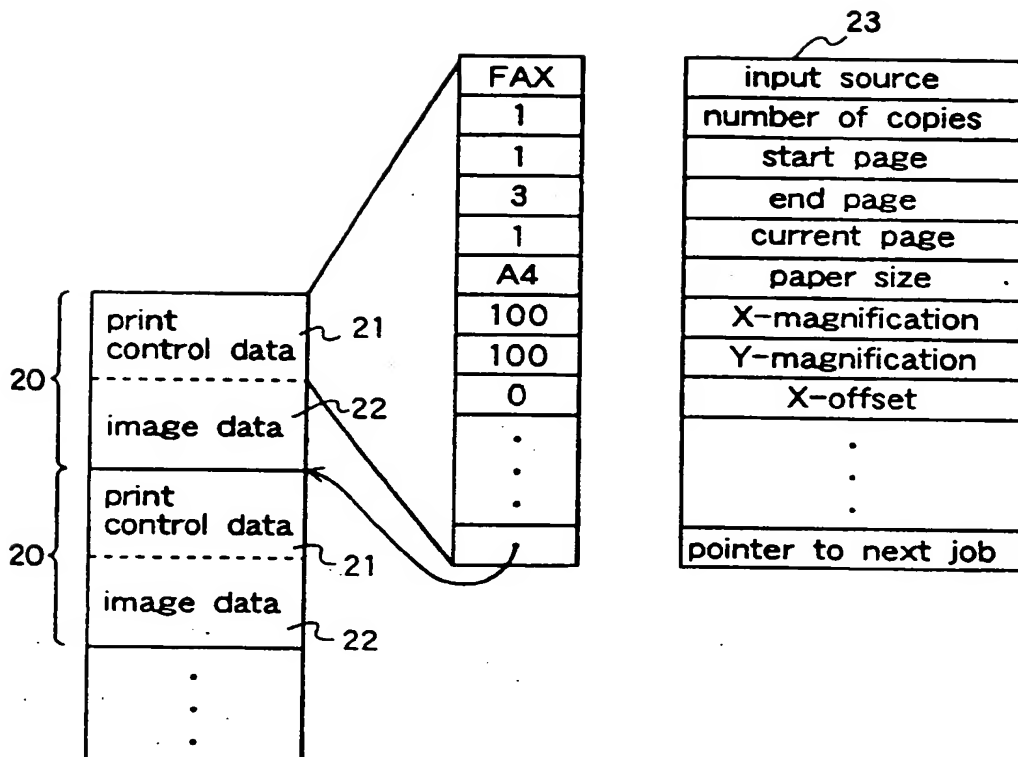 23
FAX
1
1
3
1
A4
100
100
0
input source
number of copies
start page
end page
current page
paper size
X-magnification
Y-magnification
X-offset
pointer to next job
20
print
control data
21
image data
22
20
print
control data
21
image data
22